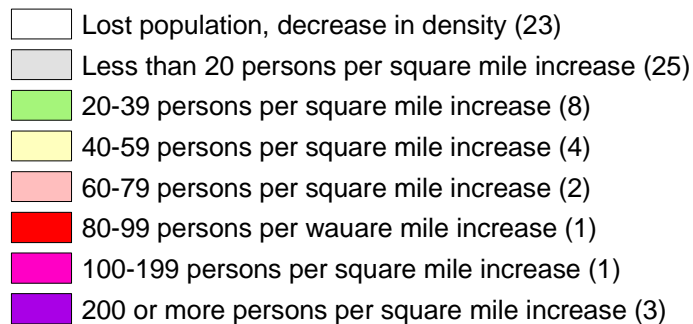 Lost population, decrease in density (23)
Less than 20 persons per square mile increase (25)
20-39 persons per square mile increase (8)
40-59 persons per square mile increase (4)
60-79 persons per square mile increase (2)
80-99 persons per wauare mile increase (1)
100-199 persons per square mile increase (1)
200 or more persons per square mile increase (3)